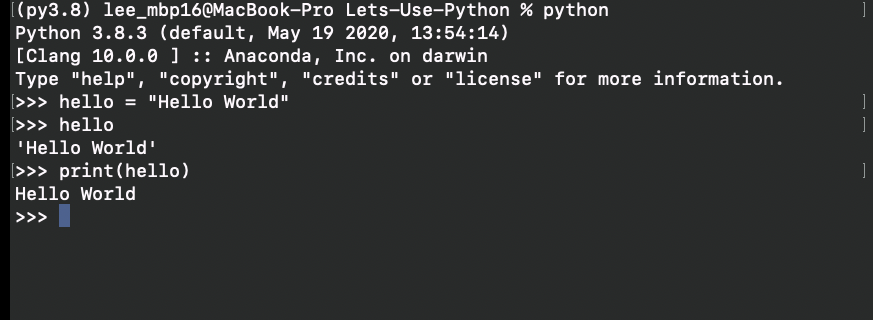 [(py3.8) lee_mbp16@MacBook-Pro Lets-Use-Python % python ]
Python 3.8.3 (default, May 19 2020, 13:54:14)
[Clang 10.0.0 ] :: Anaconda, Inc. on darwin
Type "help", "copyright", "credits" or "license" for more information.
[>>> hello = "Hello World" ]
[>>> hello ]
'Hello World'
[>>> print(hello) ]
Hello World
>>>